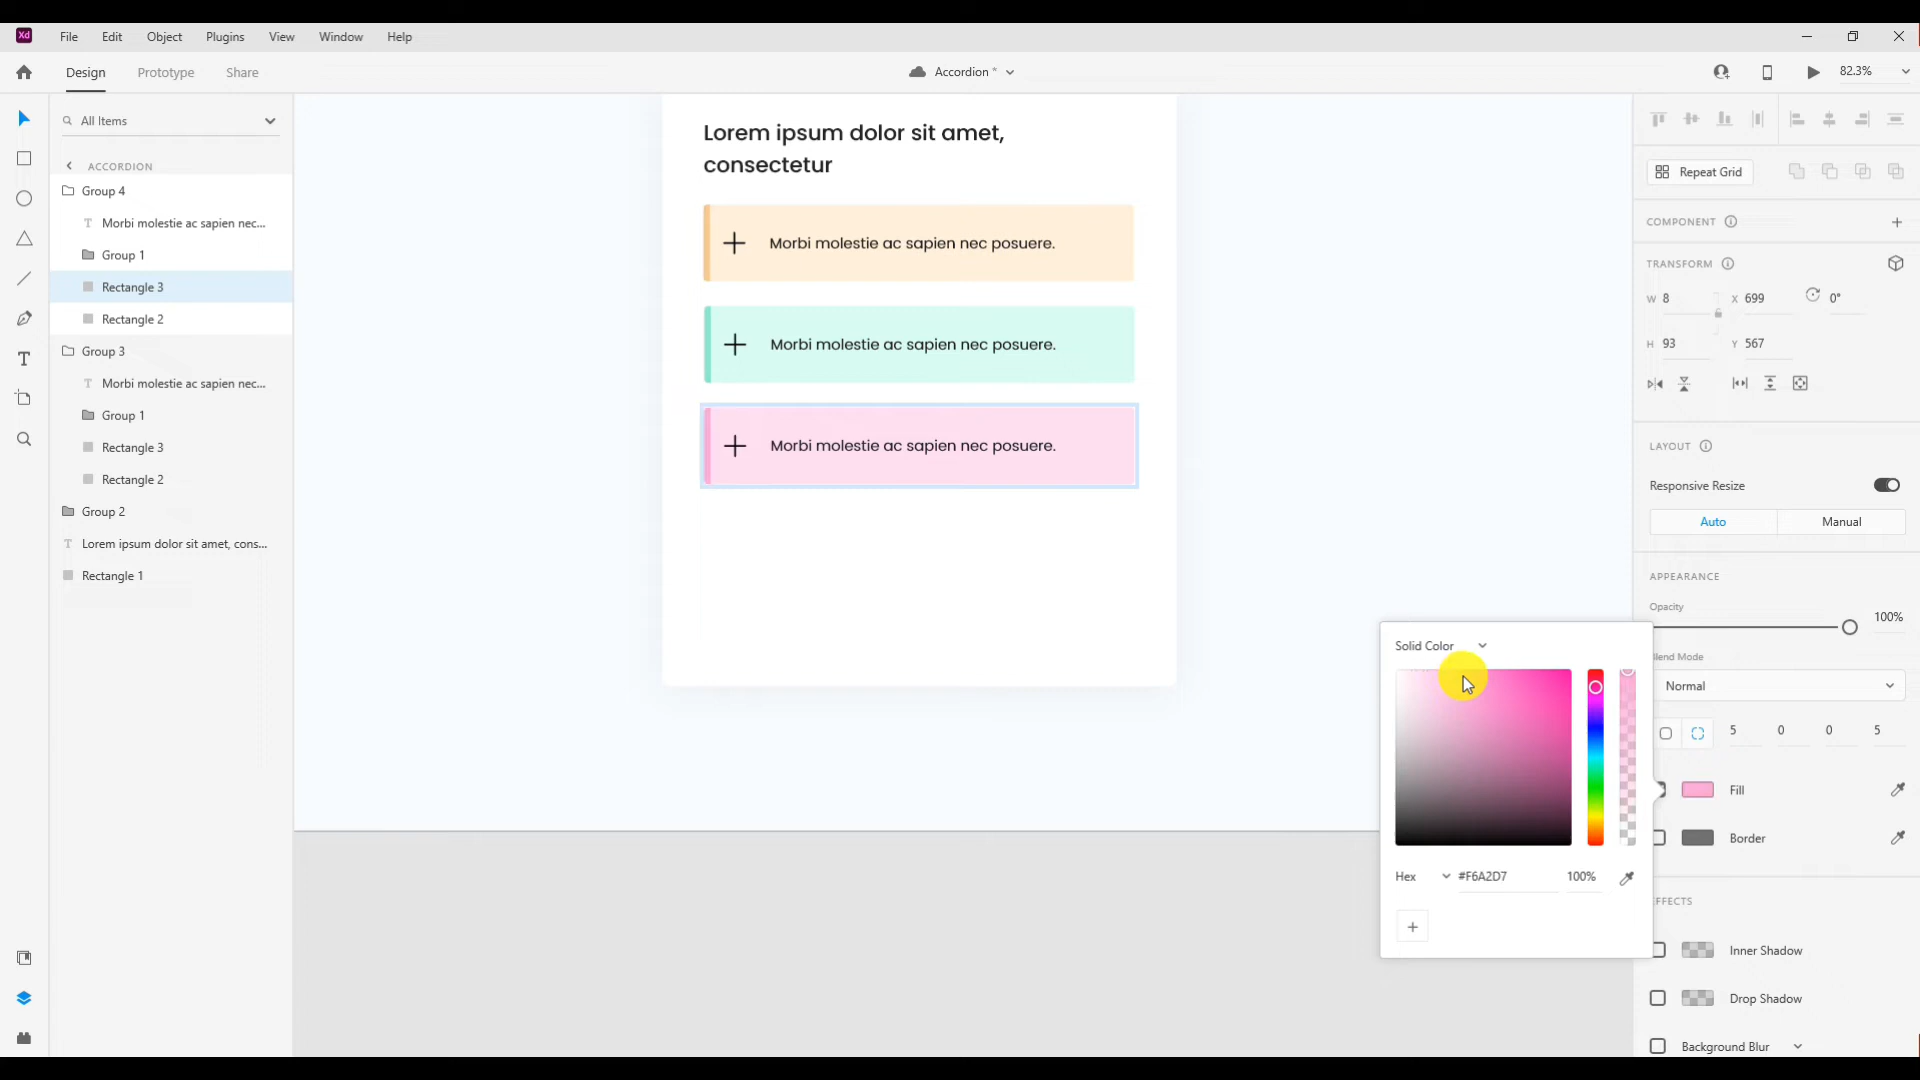 Xd File Edit Object Plugins View Window Help
Design Prototype Share Accordion * 82.3%
All Items
ACCORDION
Group 4
T Morbi molestie ac sapien nec...
Group 1
Rectangle 3
Rectangle 2
Group 3
T Morbi molestie ac sapien nec...
Group 1
Rectangle 3
Rectangle 2
Group 2
T Lorem ipsum dolor sit amet, cons...
Rectangle 1
Lorem ipsum dolor sit amet,
consectetur
Morbi molestie ac sapien nec posuere.
Morbi molestie ac sapien nec posuere.
Morbi molestie ac sapien nec posuere.
Solid Color
Hex #F6A2D7 100%
Repeat Grid
COMPONENT
TRANSFORM
W 8 X 699 0°
H 93 Y 567
LAYOUT
Responsive Resize
Auto Manual
APPEARANCE
Opacity
100%
lend Mode
Normal
5 0 0 5
Fill
Border
FFECTS
Inner Shadow
Drop Shadow
Background Blur